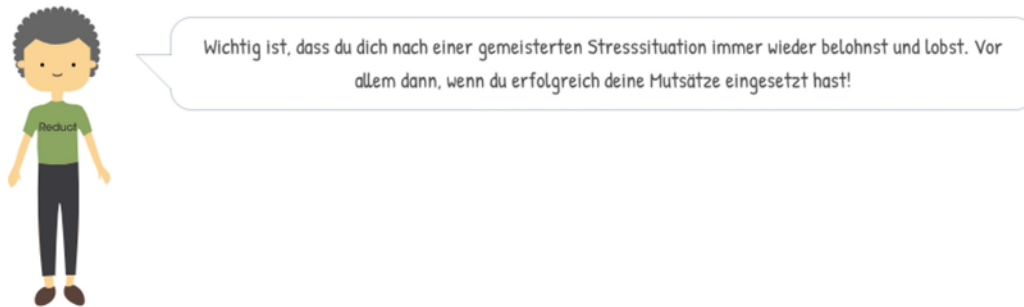 Wichtig ist, dass du dich nach einer gemeisterten Stresssituation immer wieder belohnst und lobst. Vor
allem dann, wenn du erfolgreich deine Mutsätze eingesetzt hast!
Reduct